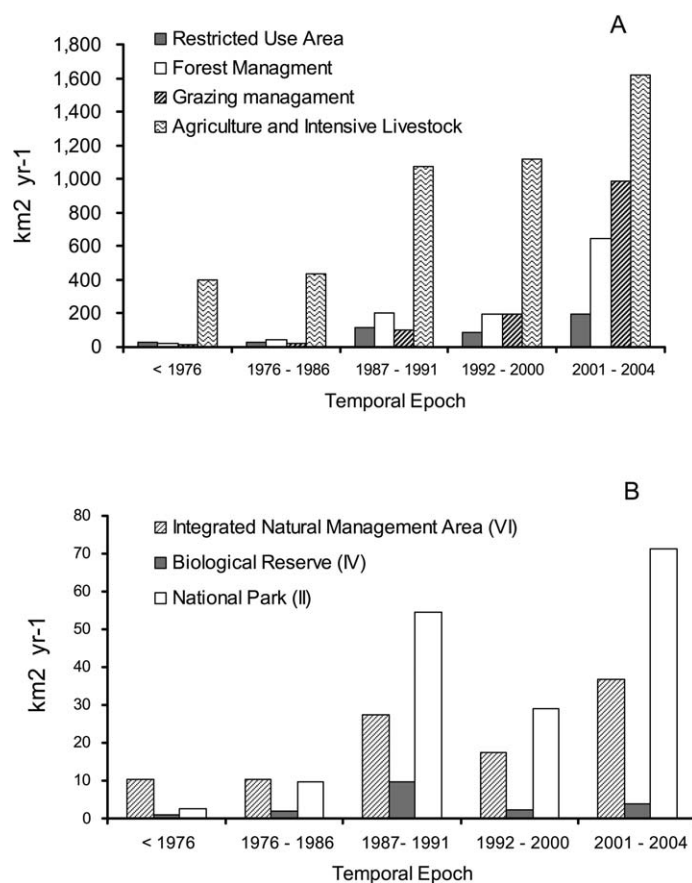 A
Restricted Use Area
Forest Managment
Grazing managament
Agriculture and Intensive Livestock
km2 yr-1
1,800
1,600
1,400
1,200
1,000
800
600
400
200
0
< 1976
1976 - 1986
1987 - 1991
1992 - 2000
2001 - 2004
Temporal Epoch
B
Integrated Natural Management Area (VI)
Biological Reserve (IV)
National Park (II)
km2 yr-1
80
70
60
50
40
30
20
10
0
< 1976
1976 - 1986
1987- 1991
1992 - 2000
2001 - 2004
Temporal Epoch